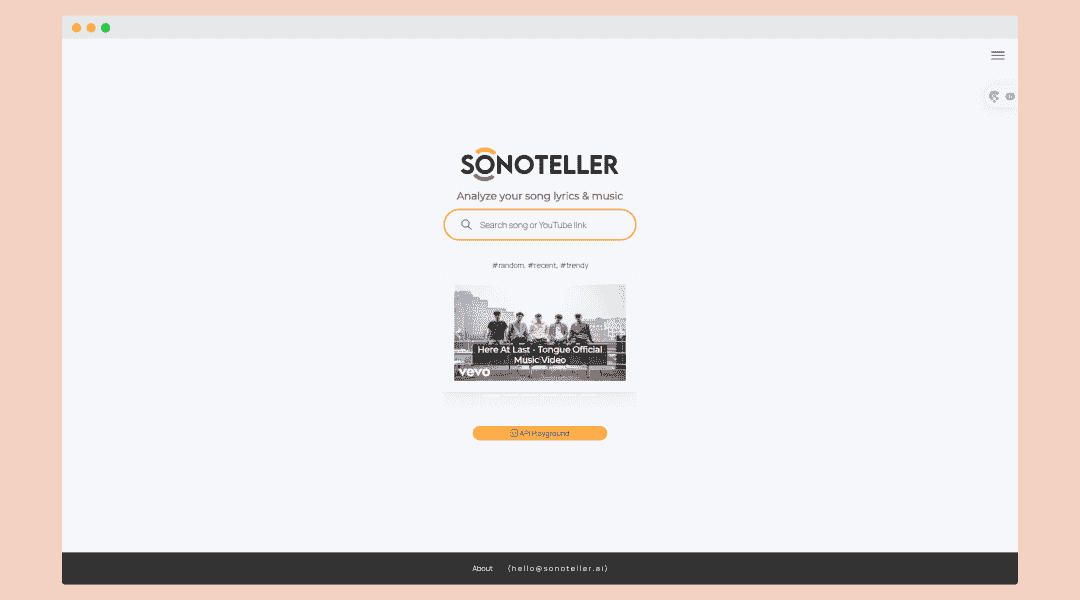 SONOTELLER
Analyze your song lyrics & music
Search song or YouTube link
#random, #recent, #trendy
Here At Last - Tongue Official
Music Video
vevo
API Playground
About (hello@sonoteller.ai)